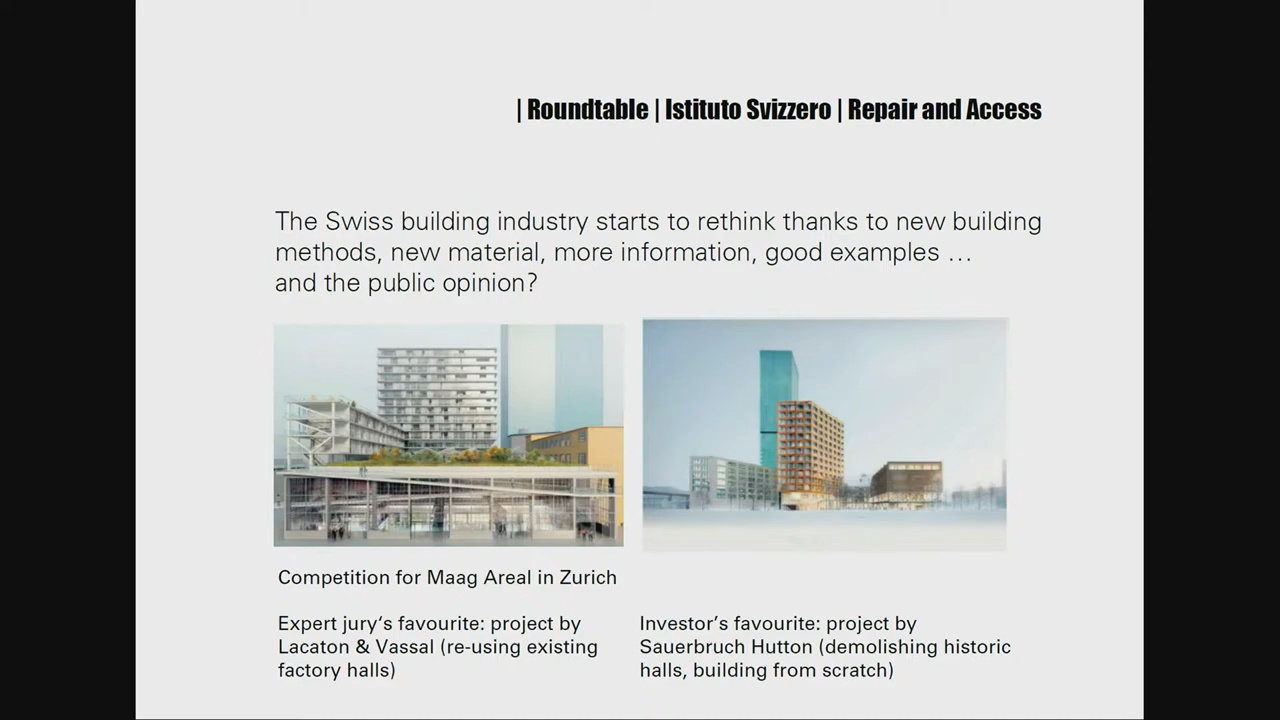 | Roundtable | Istituto Svizzero | Repair and Access
The Swiss building industry starts to rethink thanks to new building
methods, new material, more information, good examples …
and the public opinion?
Competition for Maag Areal in Zurich
Expert jury‘s favourite: project by
Lacaton & Vassal (re-using existing
factory halls)
Investor’s favourite: project by
Sauerbruch Hutton (demolishing historic
halls, building from scratch)